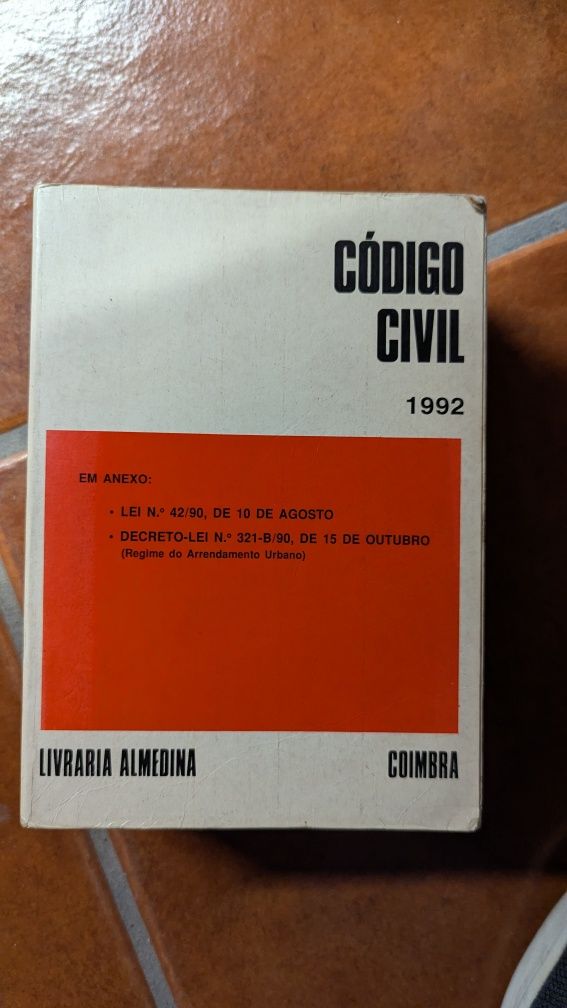 CÓDIGO
CIVIL
1992
EM ANEXO:
• LEI N.º 42/90, DE 10 DE AGOSTO
• DECRETO-LEI N.º 321-B/90, DE 15 DE OUTUBRO
(Regime do Arrendamento Urbano)
LIVRARIA ALMEDINA COIMBRA